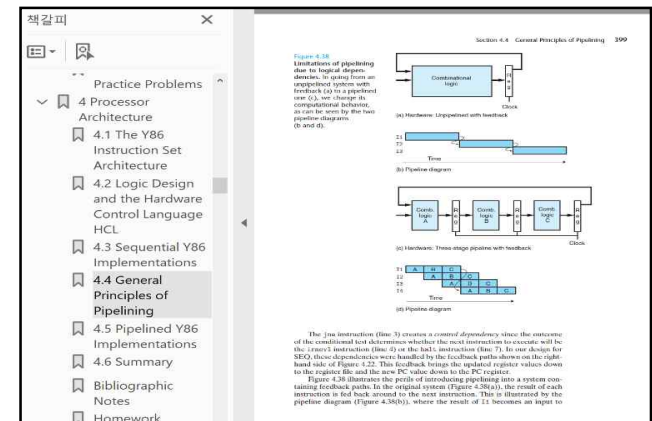 책갈피
Practice Problems
4 Processor
Architecture
4.1 The Y86
Instruction Set
Architecture
4.2 Logic Design
and the Hardware
Control Language
HCL
4.3 Sequential Y86
Implementations
4.4 General
Principles of
Pipelining
4.5 Pipelined Y86
Implementations
4.6 Summary
Bibliographic
Notes
Homework
Section 4.4 General Principles of Pipelining 399
Figure 4.38
Limitations of pipelining
due to logical depen-
dencies. In going from an
unpipelined system with
feedback (a) to a pipelined
one (c), we change its
computational behavior,
as can be seen by the two
pipeline diagrams
(b and d).
Combinational
logic
R
e
g
Clock
(a) Hardware: Unpipelined with feedback
I1
I2
I3
Time
(b) Pipeline diagram
Comb.
logic
A
R
e
g
Comb.
logic
B
R
e
g
Comb.
logic
C
R
e
g
Clock
(c) Hardware: Three-stage pipeline with feedback
I1 A B C
I2 A B C
I3 A B C
I4 A B C
Time
(d) Pipeline diagram
The jne instruction (line 3) creates a control dependency since the outcome
of the conditional test determines whether the next instruction to execute will be
the irmovl instruction (line 4) or the halt instruction (line 7). In our design for
SEQ, these dependencies were handled by the feedback paths shown on the right-
hand side of Figure 4.22. This feedback brings the updated register values down
to the register file and the new PC value down to the PC register.
Figure 4.38 illustrates the perils of introducing pipelining into a system con-
taining feedback paths. In the original system (Figure 4.38(a)), the result of each
instruction is fed back around to the next instruction. This is illustrated by the
pipeline diagram (Figure 4.38(b)), where the result of I1 becomes an input to